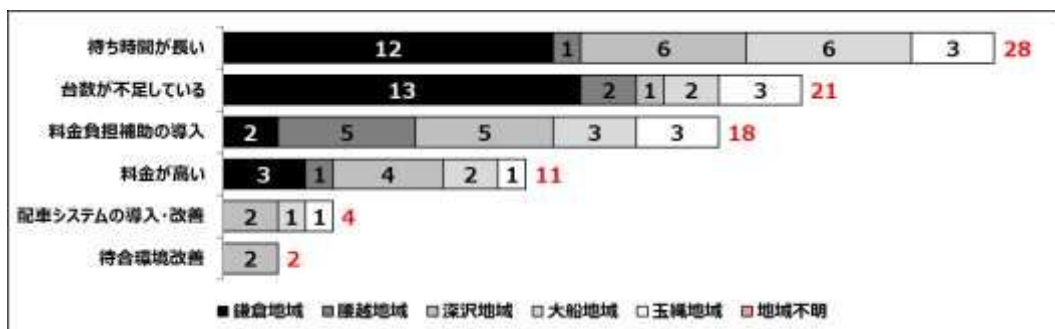 待ち時間が長い 12 1 6 6 3 28
台数が不足している 13 2 1 2 3 21
料金負担補助の導入 2 5 5 3 3 18
料金が高い 3 1 4 2 1 11
配車システムの導入・改善 2 1 1 4
待合環境改善 2 2
■鎌倉地域 ■腰越地域 ■深沢地域 □大船地域 □玉縄地域 ■地域不明